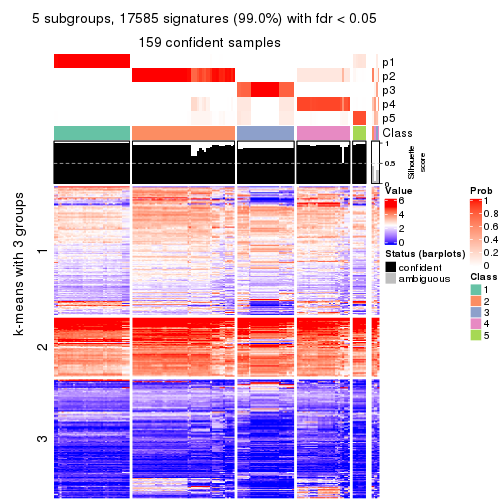 5 subgroups, 17585 signatures (99.0%) with fdr < 0.05
159 confident samples
p1
p2
p3
p4
p5
Class
1
0.5
0
Silhouette
score
k-means with 3 groups
1
2
3
Value
6
4
2
0
Status (barplots)
confident
ambiguous
Prob
1
0.8
0.6
0.4
0.2
0
Class
1
2
3
4
5